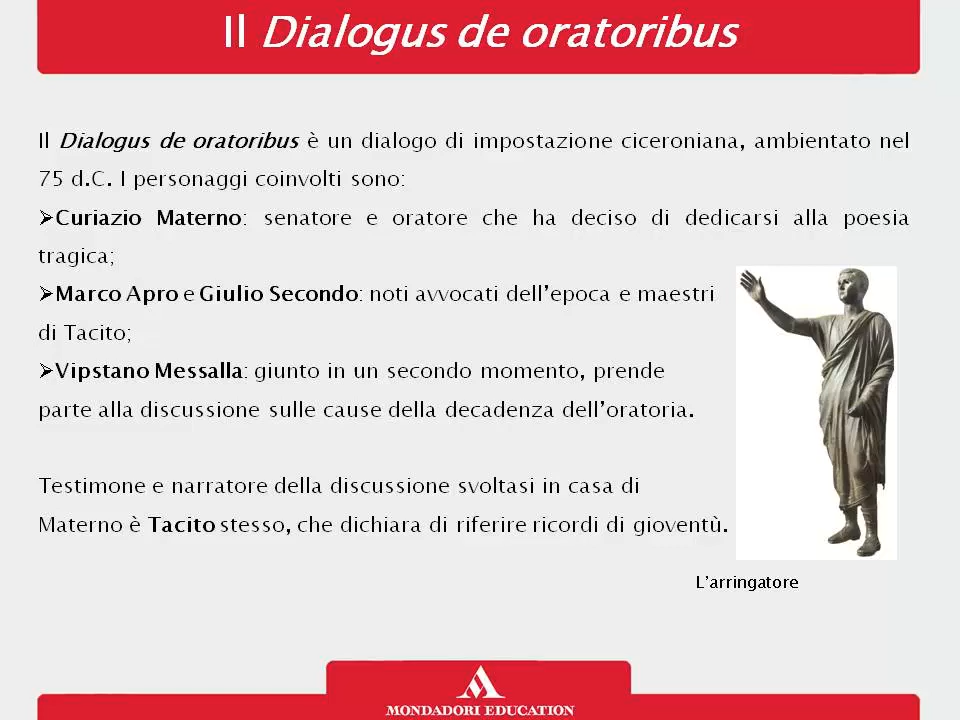 Il Dialogus de oratoribus
Il Dialogus de oratoribus è un dialogo di impostazione ciceroniana, ambientato nel
75 d.C. I personaggi coinvolti sono:
➢Curiazio Materno: senatore e oratore che ha deciso di dedicarsi alla poesia
tragica;
➢Marco Apro e Giulio Secondo: noti avvocati dell’epoca e maestri
di Tacito;
➢Vipstano Messalla: giunto in un secondo momento, prende
parte alla discussione sulle cause della decadenza dell’oratoria.
Testimone e narratore della discussione svoltasi in casa di
Materno è Tacito stesso, che dichiara di riferire ricordi di gioventù.
L’arringatore
MONDADORI EDUCATION